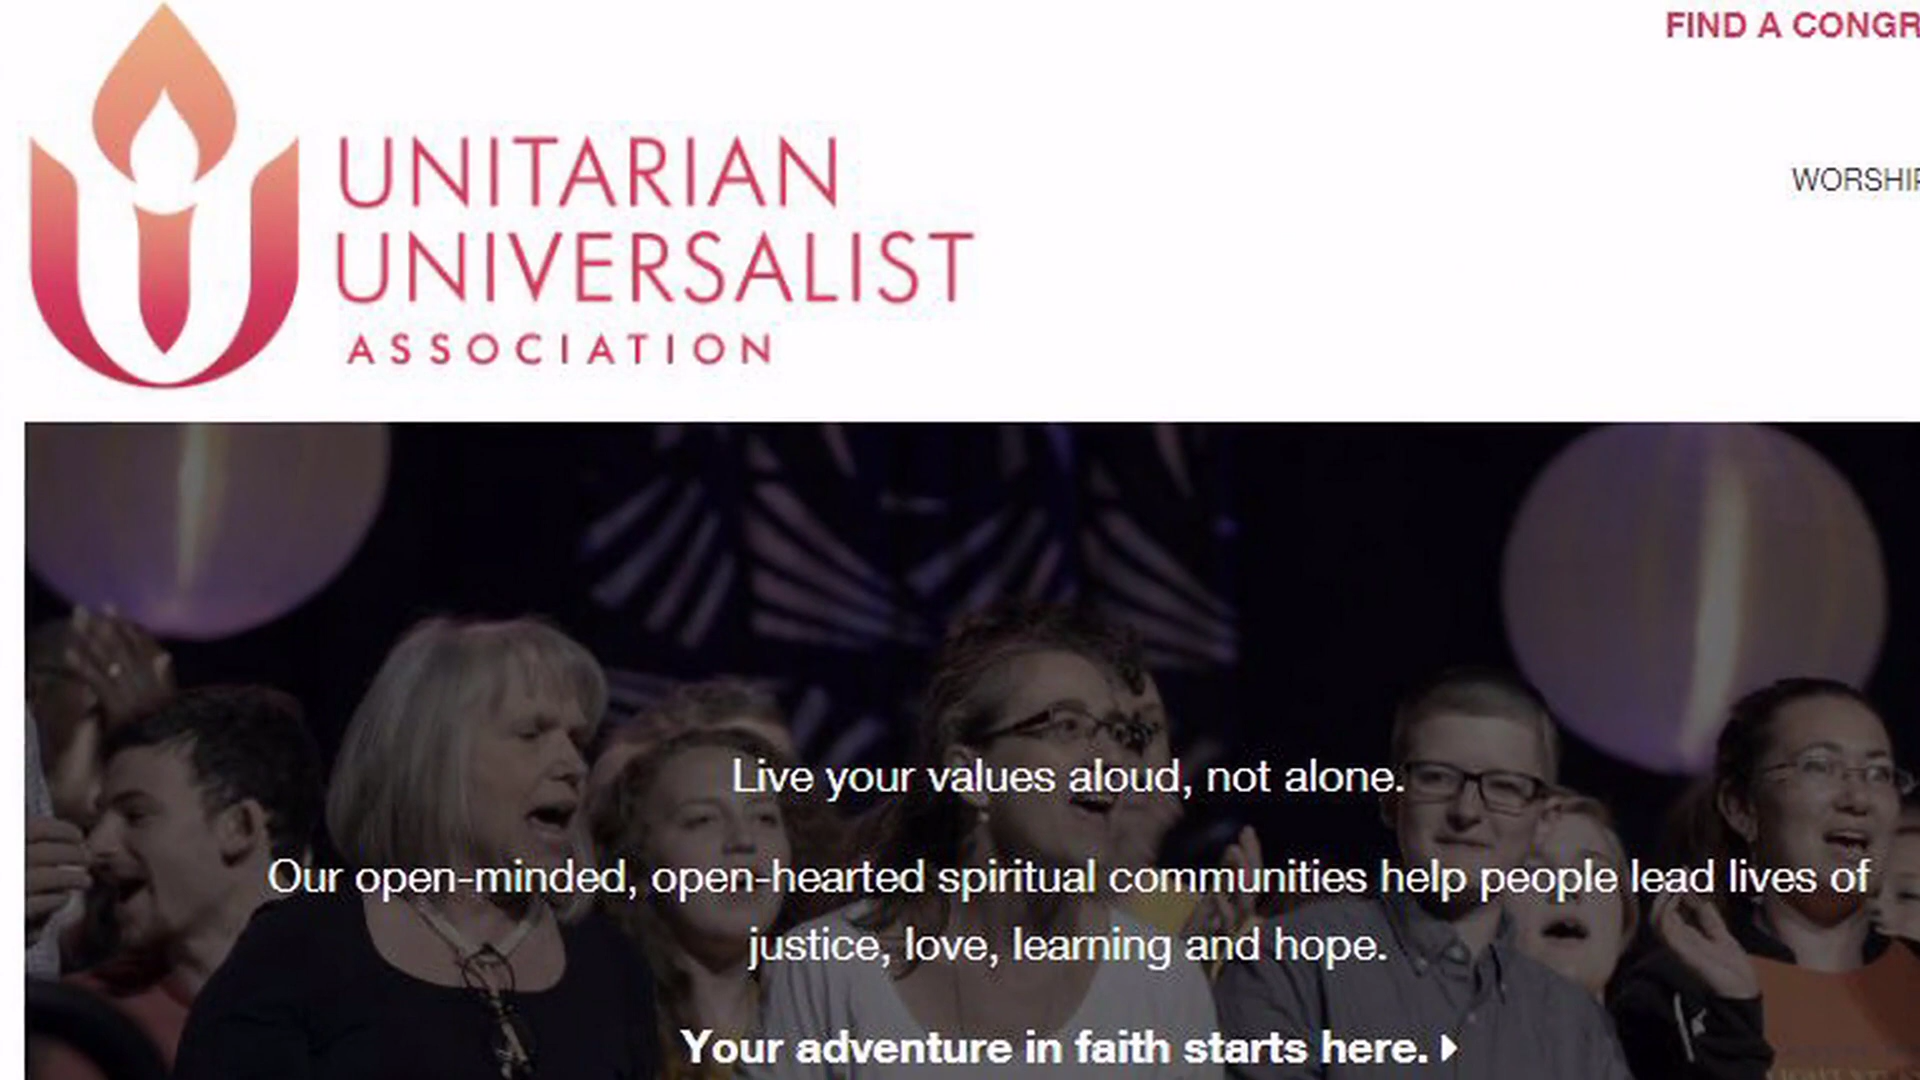 FIND A CONGR
UNITARIAN
UNIVERSALIST
ASSOCIATION
WORSHIP
Live your values aloud, not alone.
Our open-minded, open-hearted spiritual communities help people lead lives of
justice, love, learning and hope.
Your adventure in faith starts here.